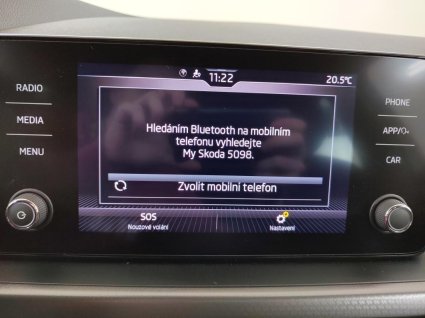 11:22
20.5°C
RADIO
MEDIA
MENU
PHONE
APP/
CAR
Hledáním Bluetooth na mobilním
telefonu vyhledejte
My Skoda 5098.
Zvolit mobilní telefon
SOS
Nouzové volání
Nastavení